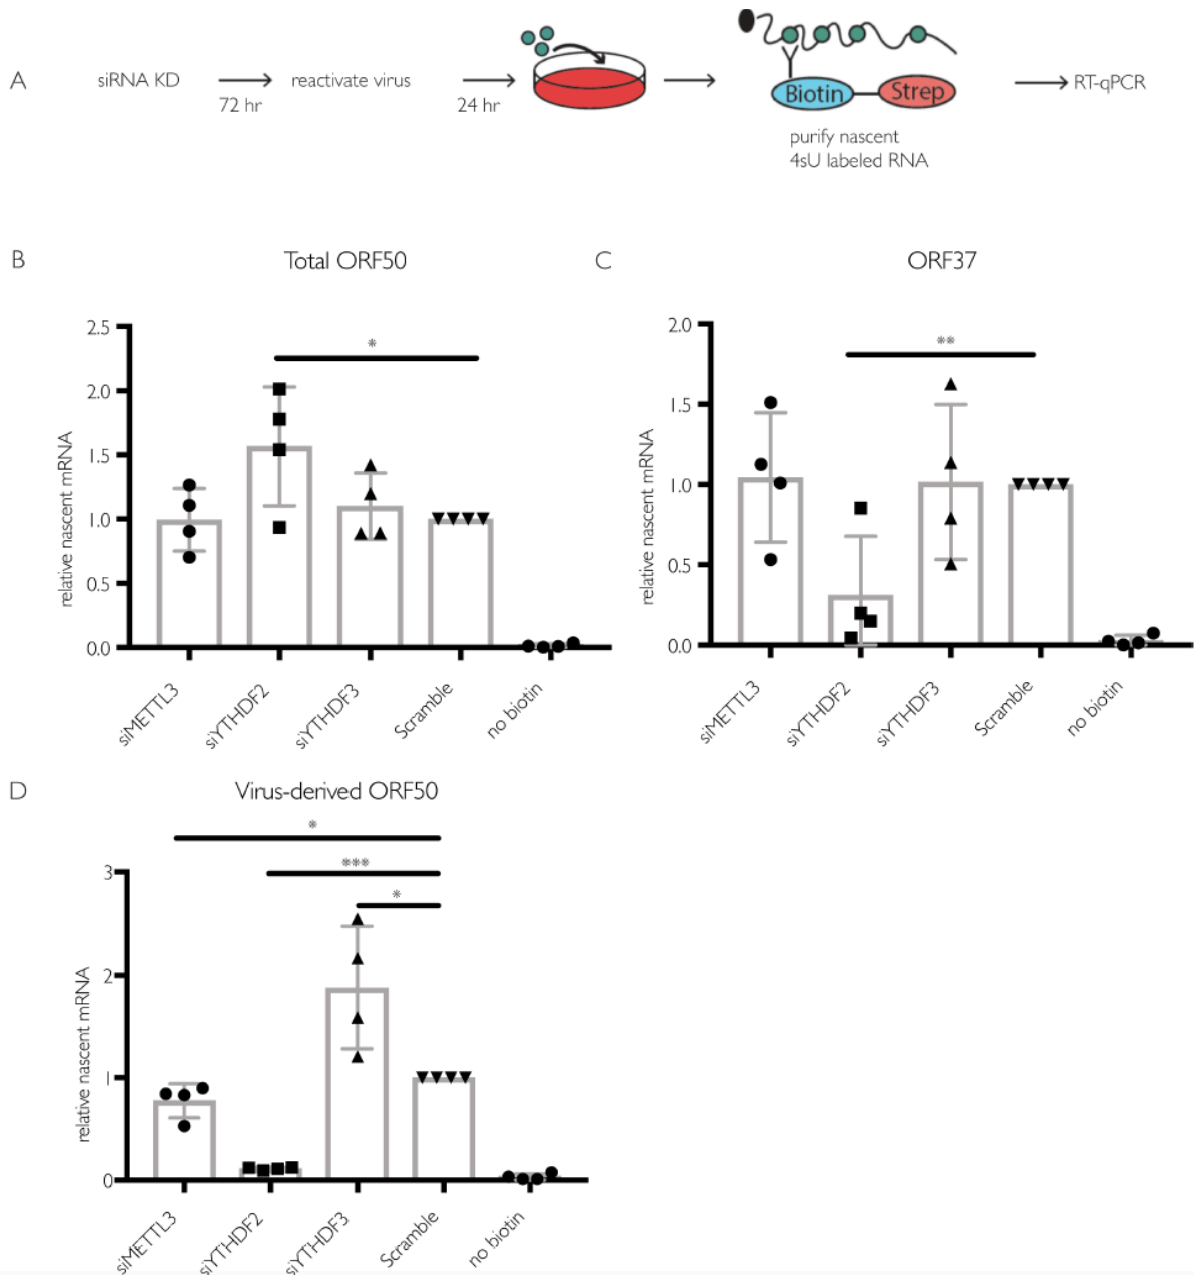 A
siRNA KD
72 hr
reactivate virus
24 hr
Biotin
Strep
purify nascent
4sU labeled RNA
RT-qPCR
B
Total ORF50
relative nascent mRNA
2.5
2.0
1.5
1.0
0.5
0.0
*
siMETTL3
siYTHDF2
siYTHDF3
Scramble
no biotin
C
ORF37
relative nascent mRNA
2.0
1.5
1.0
0.5
0.0
**
siMETTL3
siYTHDF2
siYTHDF3
Scramble
no biotin
D
Virus-derived ORF50
relative nascent mRNA
3
2
1
0
*
***
*
siMETTL3
siYTHDF2
siYTHDF3
Scramble
no biotin